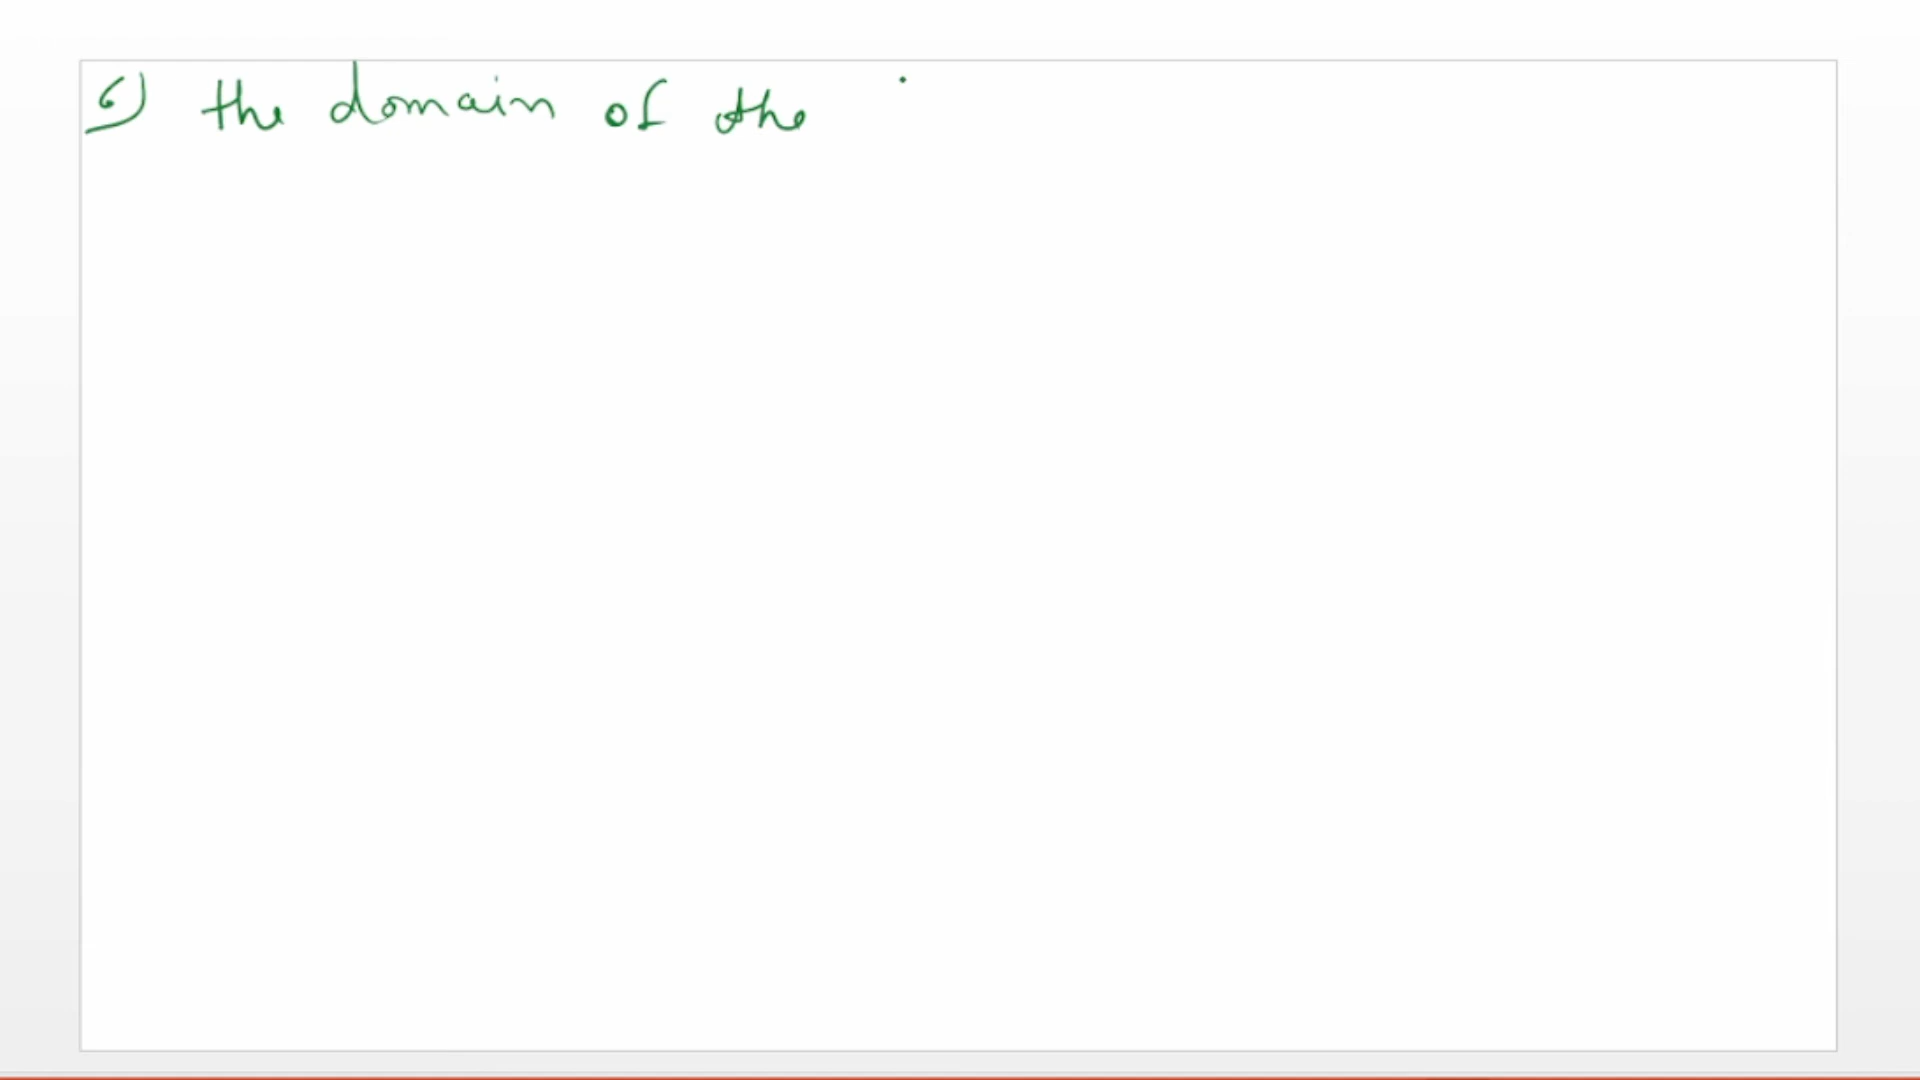 6) the domain of the